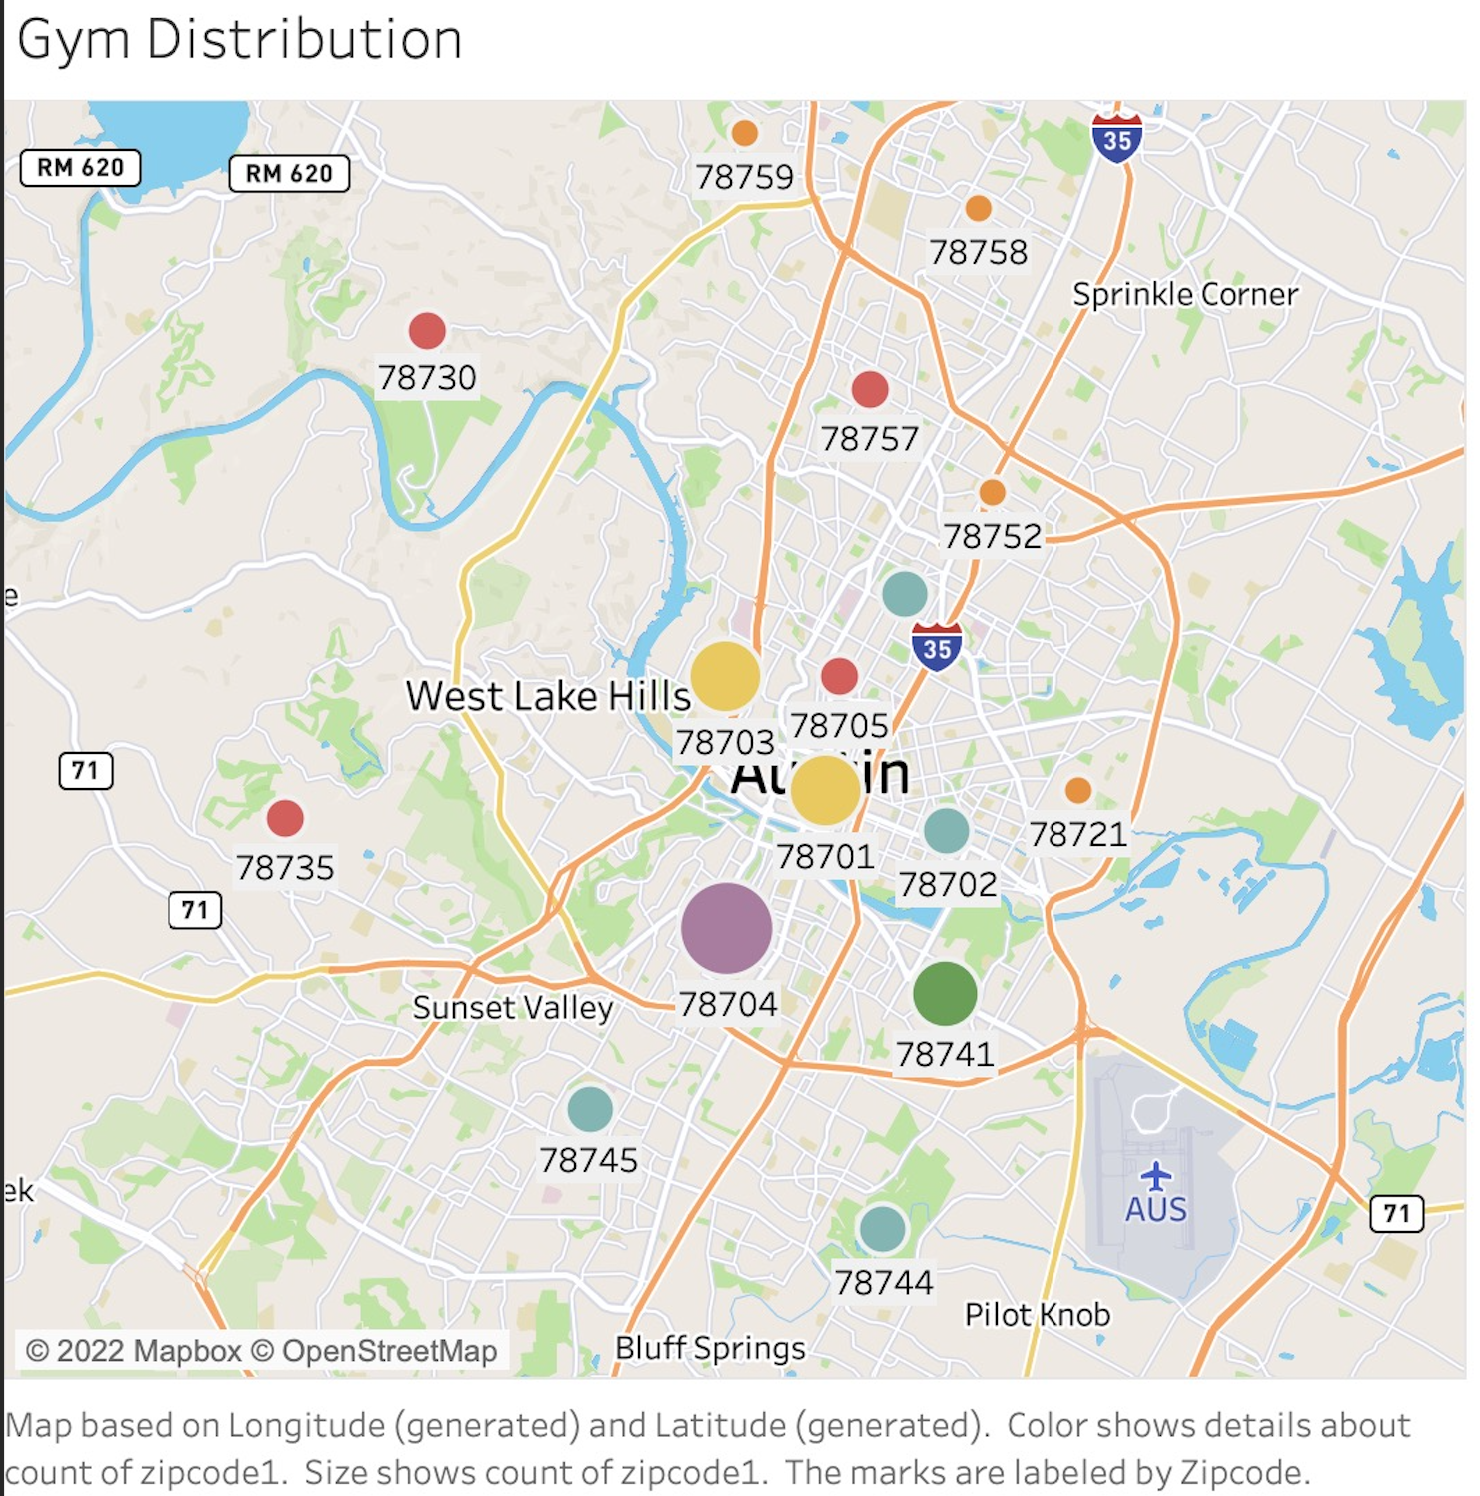 Gym Distribution
35
RM 620
RM 620
78759
78758
Sprinkle Corner
78730
78757
78752
e
35
West Lake Hills
78705
78703
71
78721
78701
78735
78702
71
78704
Sunset Valley
78741
78745
ek
AUS
71
78744
Pilot Knob
Bluff Springs
© 2022 Mapbox © OpenStreetMap
Map based on Longitude (generated) and Latitude (generated).  Color shows details about
count of zipcode1.  Size shows count of zipcode1.  The marks are labeled by Zipcode.